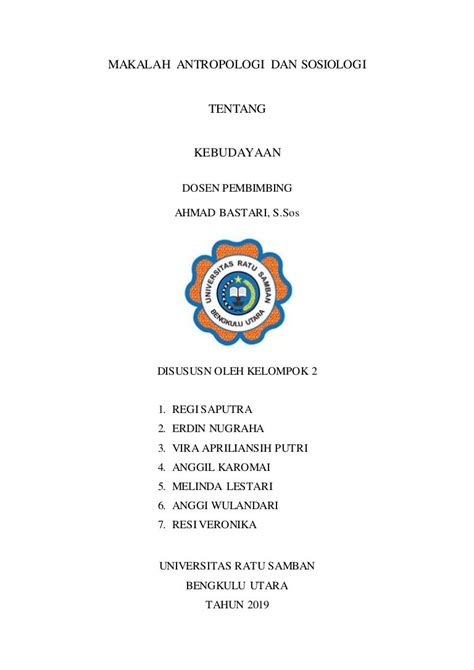 MAKALAH ANTROPOLOGI DAN SOSIOLOGI
TENTANG
KEBUDAYAAN
DOSEN PEMBIMBING
AHMAD BASTARI, S.Sos
UNIVERSITAS RATU SAMBAN
BENGKULU UTARA
DISUSUSN OLEH KELOMPOK 2
1. REGI SAPUTRA
2. ERDIN NUGRAHA
3. VIRA APRILIANSIH PUTRI
4. ANGGIL KAROMAI
5. MELINDA LESTARI
6. ANGGI WULANDARI
7. RESI VERONIKA
UNIVERSITAS RATU SAMBAN
BENGKULU UTARA
TAHUN 2019